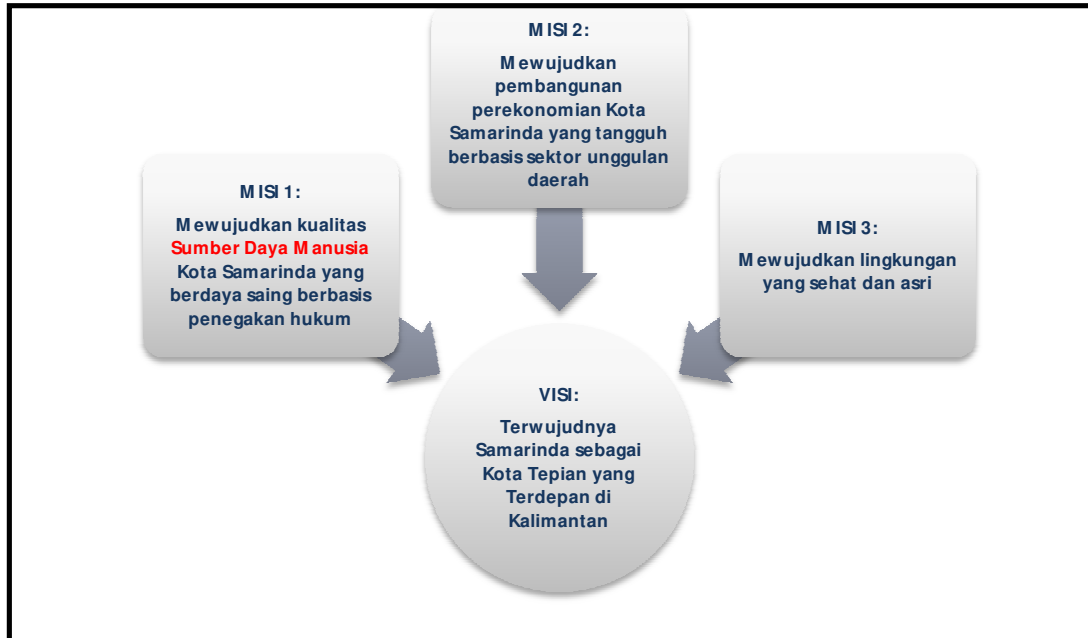 MISI 1:
Mewujudkan kualitas
Sumber Daya Manusia
Kota Samarinda yang
berdaya saing berbasis
penegakan hukum
MISI 2:
Mewujudkan
pembangunan
perekonomian Kota
Samarinda yang tangguh
berbasis sektor unggulan
daerah
MISI 3:
Mewujudkan lingkungan
yang sehat dan asri
VISI:
Terwujudnya
Samarinda sebagai
Kota Tepian yang
Terdepan di
Kalimantan